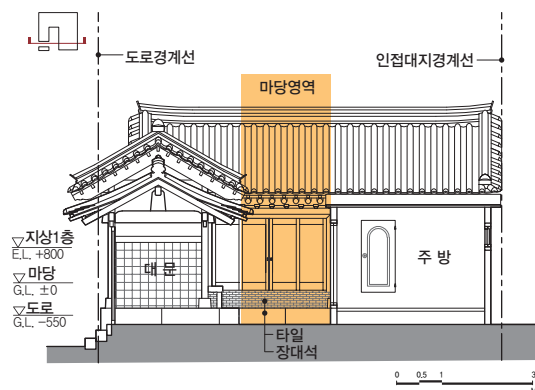 도로경계선
인접대지경계선
마당영역
지상1층
E.L. +800
마당
G.L. ±0
도로
G.L. -550
대문
주방
타일
장대석
0 0.5 1 3